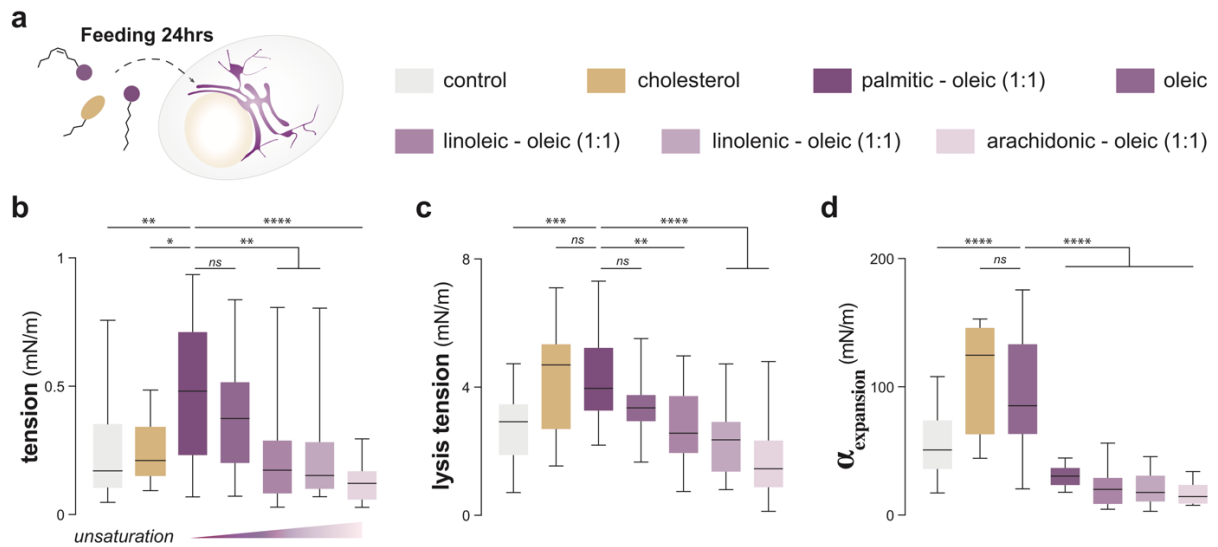 a
Feeding 24hrs
control
cholesterol
palmitic - oleic (1:1)
oleic
linoleic - oleic (1:1)
linolenic - oleic (1:1)
arachidonic - oleic (1:1)
b
**
****
*
**
ns
1
0.5
0
tension (mN/m)
unsaturation
c
***
****
ns
**
ns
8
4
0
lysis tension (mN/m)
d
****
****
ns
200
100
0
αexpansion (mN/m)